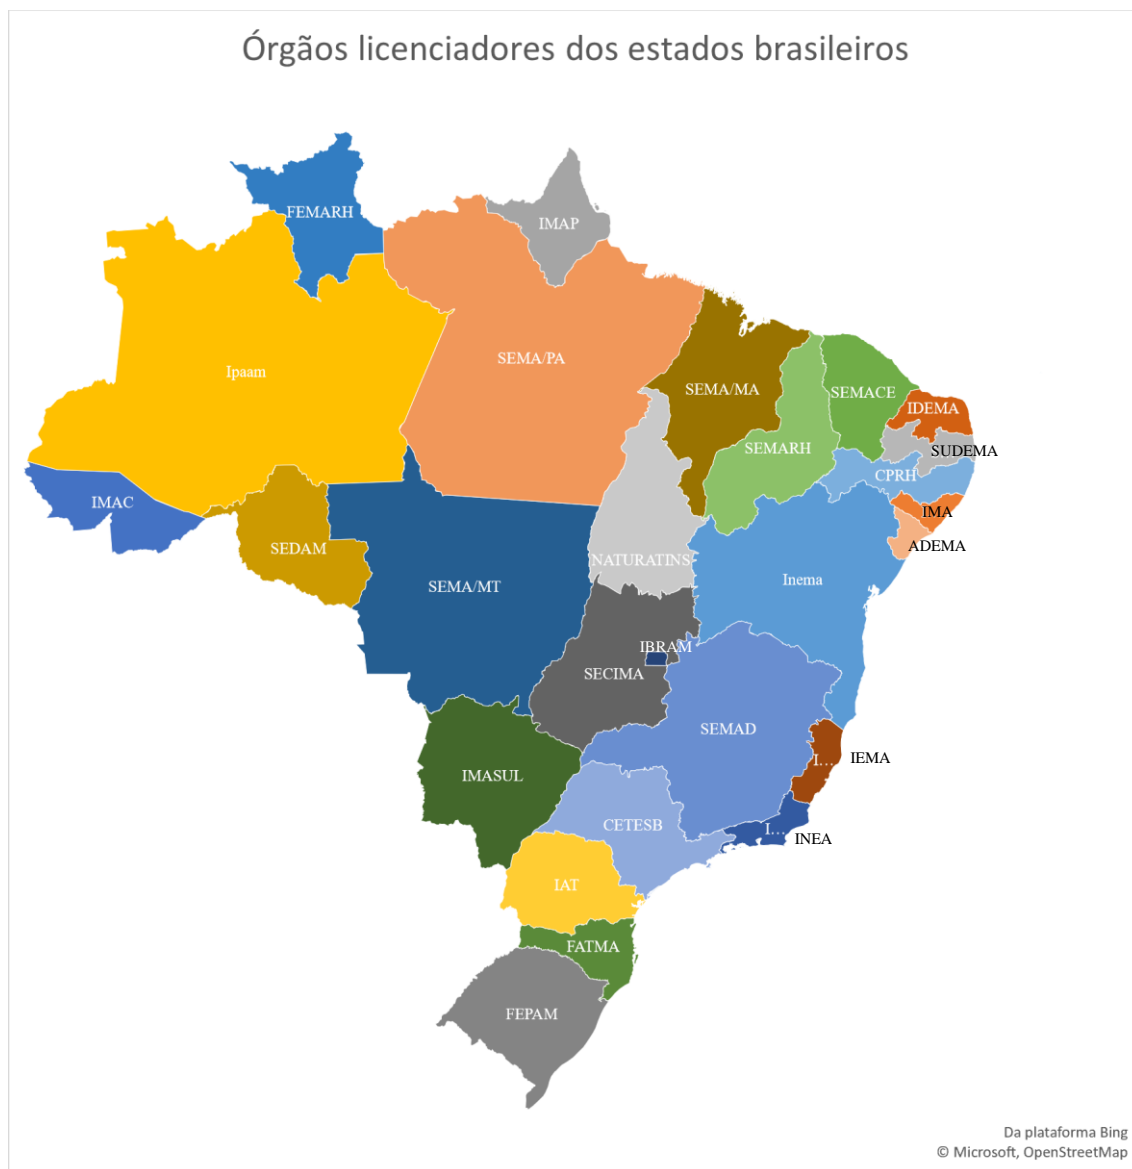 Órgãos licenciadores dos estados brasileiros
FEMARH
IMAP
Ipaam
SEMA/PA
SEMA/MA
SEMACE
IDEMA
SEMARH
SUDEMA
CPRH
IMAC
IMA
SEDAM
ADEMA
NATURATINS
SEMA/MT
Inema
IBRAM
SECIMA
SEMAD
I...
IEMA
IMASUL
CETESB
I...
INEA
IAT
FATMA
FEPAM
Da plataforma Bing
© Microsoft, OpenStreetMap